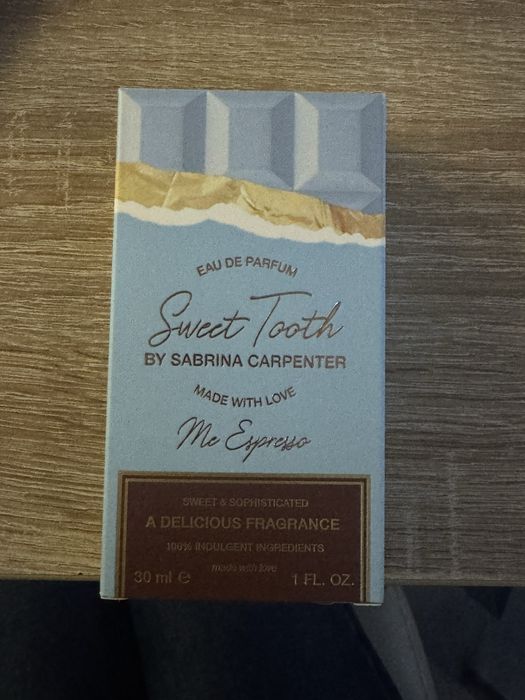 EAU DE PARFUM
Sweet Tooth
BY SABRINA CARPENTER
MADE WITH LOVE
Me Espresso
SWEET & SOPHISTICATED
A DELICIOUS FRAGRANCE
100% INDULGENT INGREDIENTS
made with love
30 ml ℮ 1 FL. OZ.